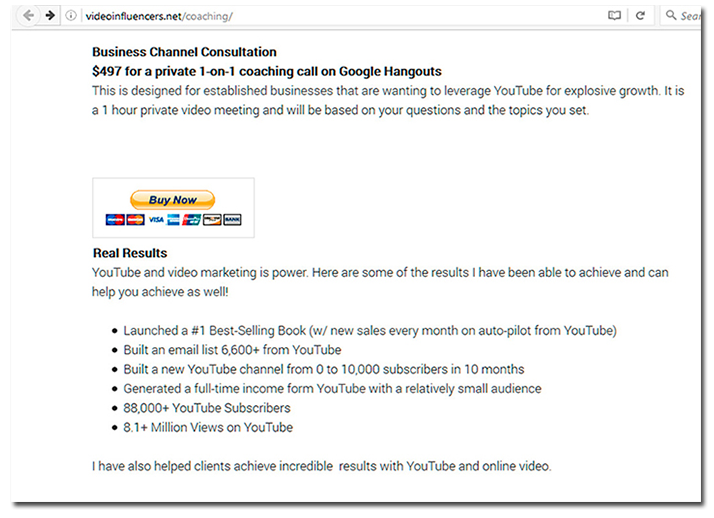 videoinfluencers.net/coaching/
Sear
Business Channel Consultation
$497 for a private 1-on-1 coaching call on Google Hangouts
This is designed for established businesses that are wanting to leverage YouTube for explosive growth. It is
a 1 hour private video meeting and will be based on your questions and the topics you set.
Buy Now
VISA
BANK
Real Results
YouTube and video marketing is power. Here are some of the results I have been able to achieve and can
help you achieve as well!
Launched a #1 Best-Selling Book (w/ new sales every month on auto-pilot from YouTube)
Built an email list 6,600+ from YouTube
Built a new YouTube channel from 0 to 10,000 subscribers in 10 months
Generated a full-time income form YouTube with a relatively small audience
88,000+ YouTube Subscribers
8.1+ Million Views on YouTube
I have also helped clients achieve incredible results with YouTube and online video.